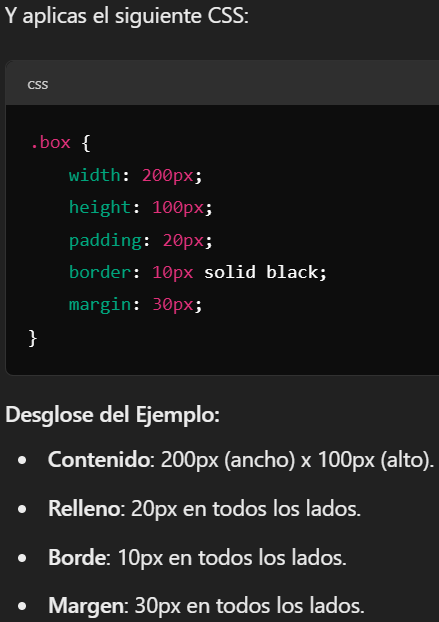 Y aplicas el siguiente CSS:
css
.box {
    width: 200px;
    height: 100px;
    padding: 20px;
    border: 10px solid black;
    margin: 30px;
}
Desglose del Ejemplo:
• Contenido: 200px (ancho) x 100px (alto).
• Relleno: 20px en todos los lados.
• Borde: 10px en todos los lados.
• Margen: 30px en todos los lados.